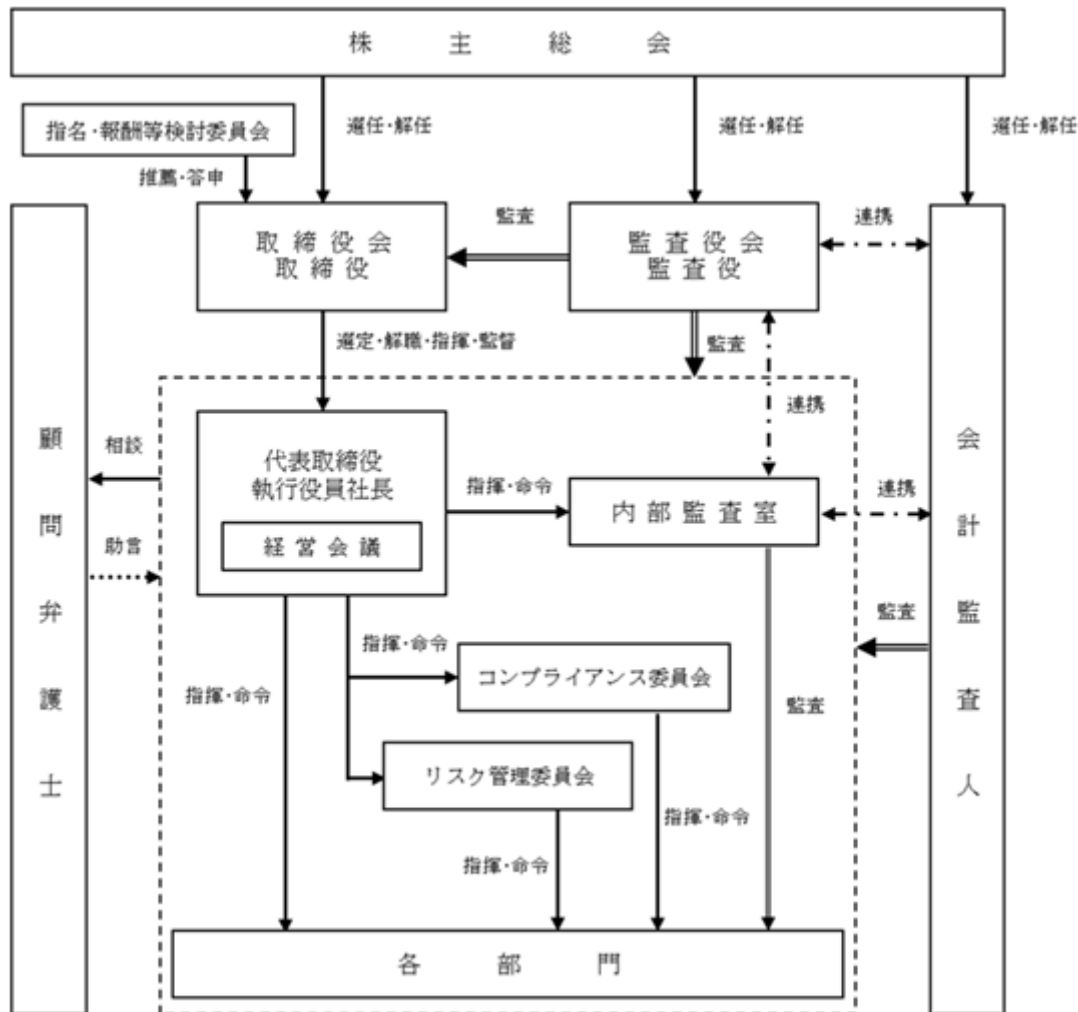 株主総会
指名・報酬等検討委員会
選任・解任
選任・解任
選任・解任
推薦・答申
取締役会
取締役
監査
監査役会
監査役
連携
選定・解職・指揮・監督
監査
連携
顧問弁護士
相談
助言
代表取締役
執行役員社長
経営会議
指揮・命令
内部監査室
連携
会計監査人
監査
指揮・命令
コンプライアンス委員会
指揮・命令
監査
リスク管理委員会
指揮・命令
指揮・命令
各部門